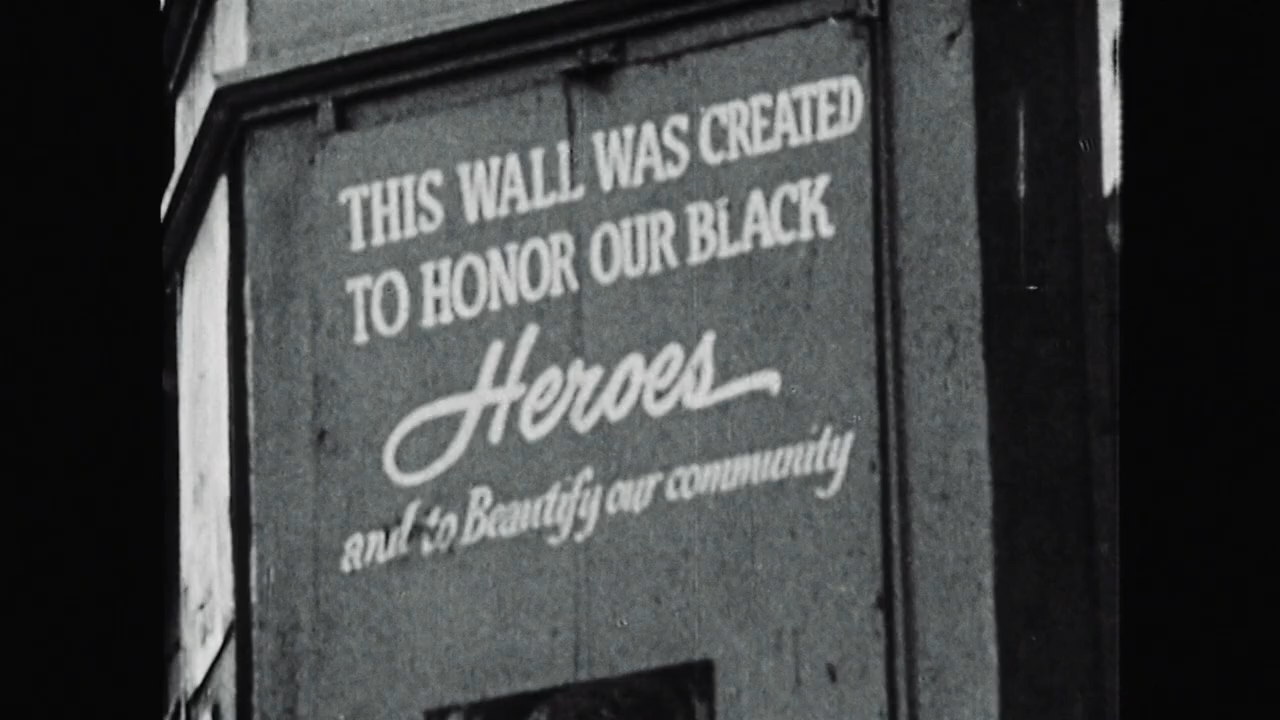 THIS WALL WAS CREATED
TO HONOR OUR BLACK
Heroes
and to Beautify our community